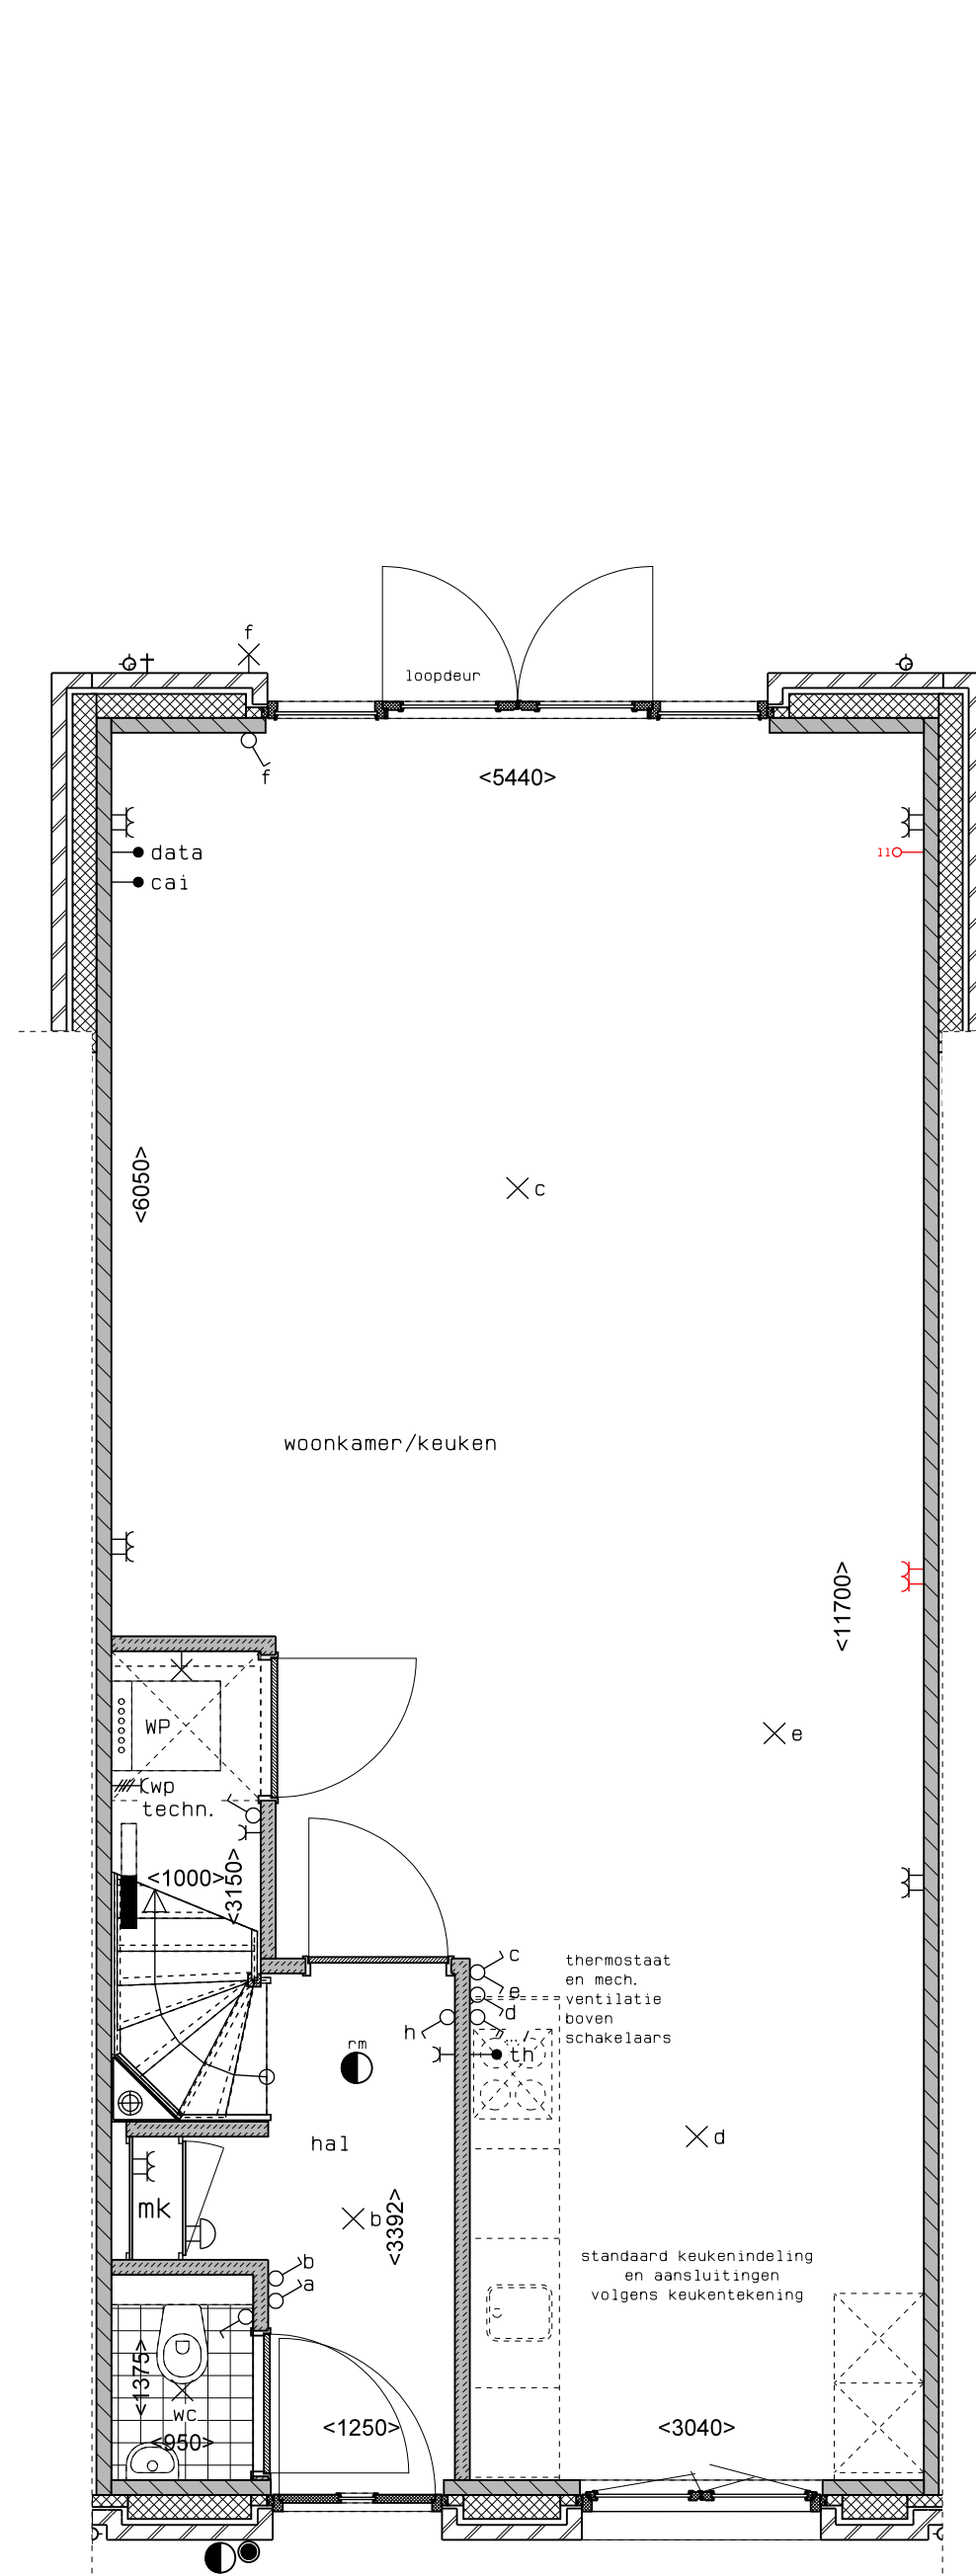 f
loopdeur
f
<5440>
data
cai
ll
<6050>
c
woonkamer/keuken
<11700>
WP
e
wp
techn.
<1000>
<3150>
c
e
d
h
../
th
thermostaat
en mech.
ventilatie
boven
schakelaars
rm
hal
d
mk
b
<3392>
b
a
standaard keukenindeling
en aansluitingen
volgens keukentekening
<1375>
wc
<950>
<1250>
<3040>